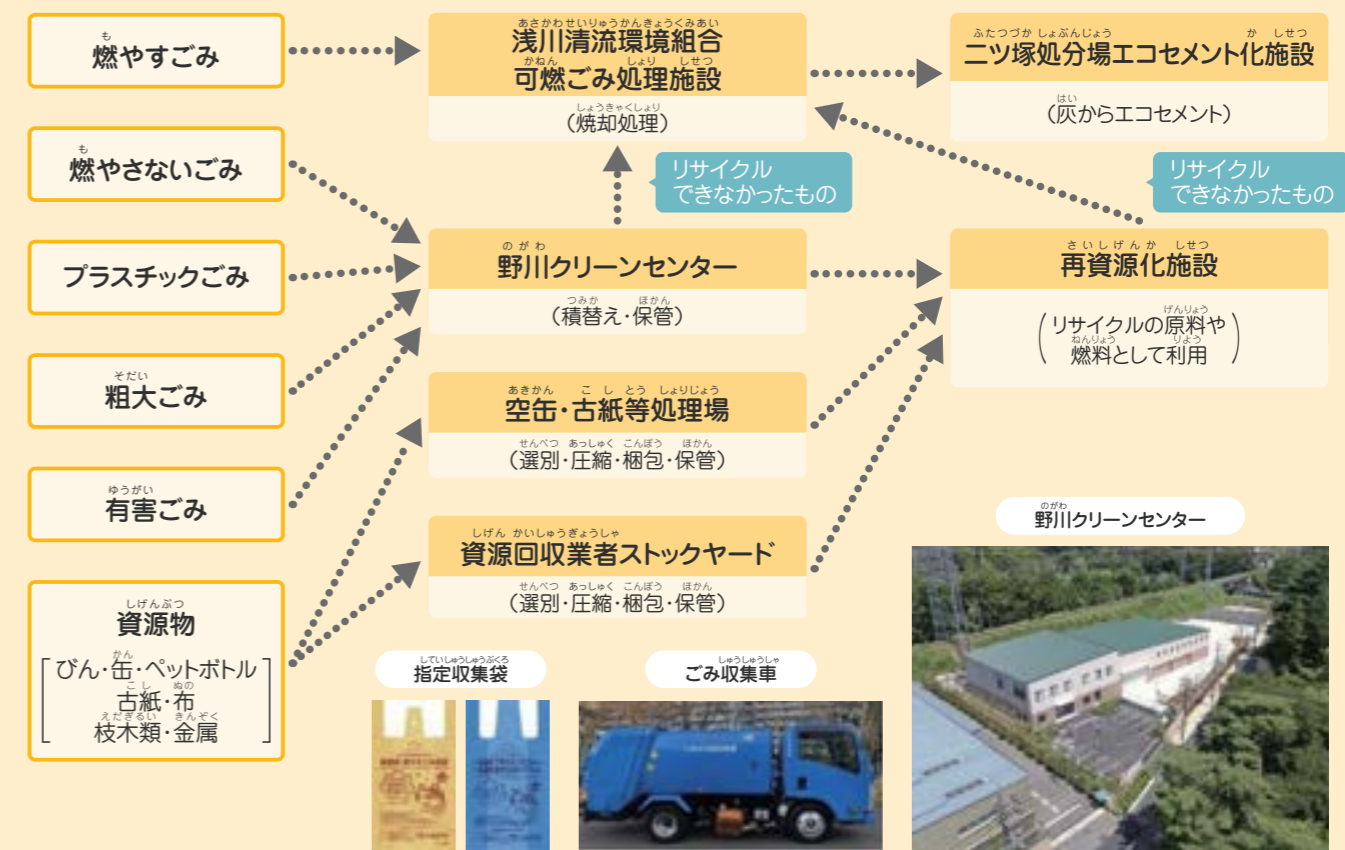 燃やすごみ
燃やさないごみ
プラスチックごみ
粗大ごみ
有害ごみ
資源物
びん・缶・ペットボトル
古紙・布
枝木類・金属
浅川清流環境組合
可燃ごみ処理施設
(焼却処理)
リサイクル
できなかったもの
野川クリーンセンター
(積替え・保管)
空缶・古紙等処理場
(選別・圧縮・梱包・保管)
資源回収業者ストックヤード
(選別・圧縮・梱包・保管)
二ツ塚処分場エコセメント化施設
(灰からエコセメント)
リサイクル
できなかったもの
再資源化施設
(リサイクルの原料や
燃料として利用)
指定収集袋
ごみ収集車
野川クリーンセンター